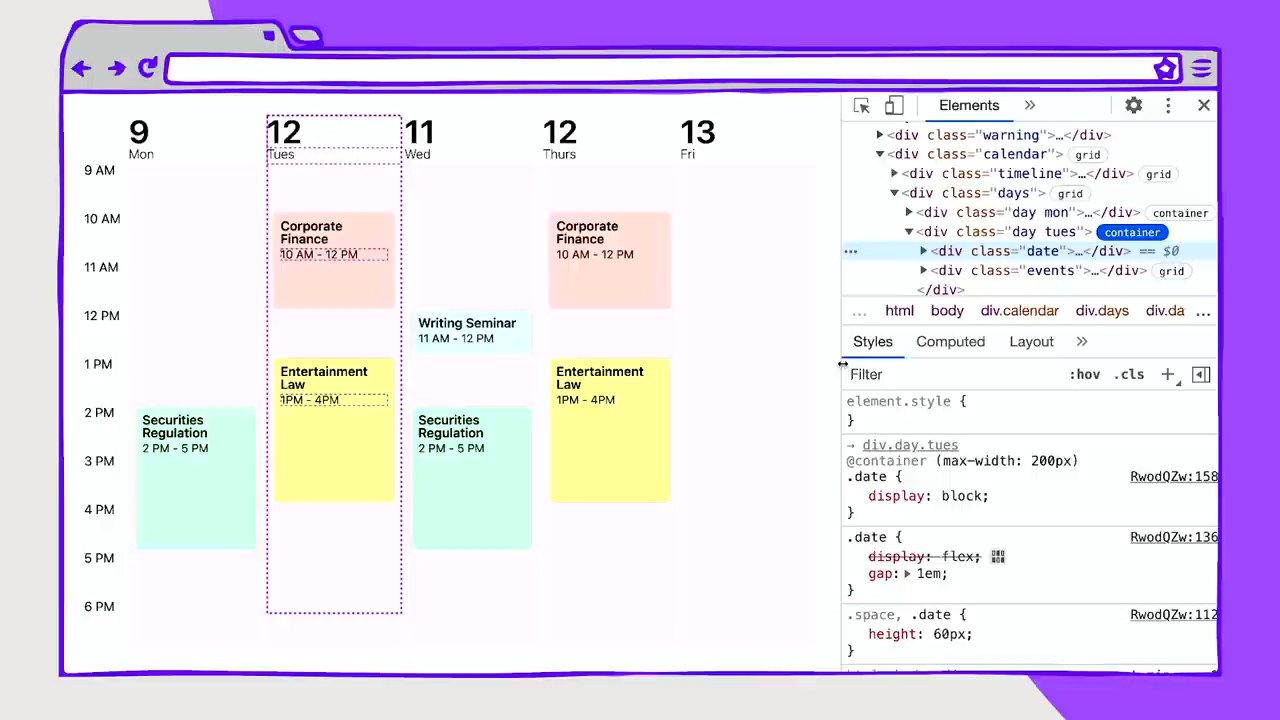 9
Mon
12
Tues
11
Wed
12
Thurs
13
Fri
9 AM
10 AM
11 AM
12 PM
1 PM
2 PM
3 PM
4 PM
5 PM
6 PM
Securities
Regulation
2 PM - 5 PM
Corporate
Finance
10 AM - 12 PM
Entertainment
Law
1PM - 4PM
Writing Seminar
11 AM - 12 PM
Securities
Regulation
2 PM - 5 PM
Corporate
Finance
10 AM - 12 PM
Entertainment
Law
1PM - 4PM
Elements »
<div class="warning">…</div>
<div class="calendar"> grid
<div class="timeline">…</div> grid
<div class="days"> grid
<div class="day mon">…</div> container
<div class="day tues"> container
… <div class="date">…</div> == $0
<div class="events">…</div> grid
</div>
… html body div.calendar div.days div.da …
Styles Computed Layout »
Filter :hov .cls +
element.style {
}
→ div.day.tues
@container (max-width: 200px)
.date { RwodQZw:158
display: block;
}
.date { RwodQZw:136
display: flex;
gap: 1em;
}
.space, .date { RwodQZw:112
height: 60px;
}